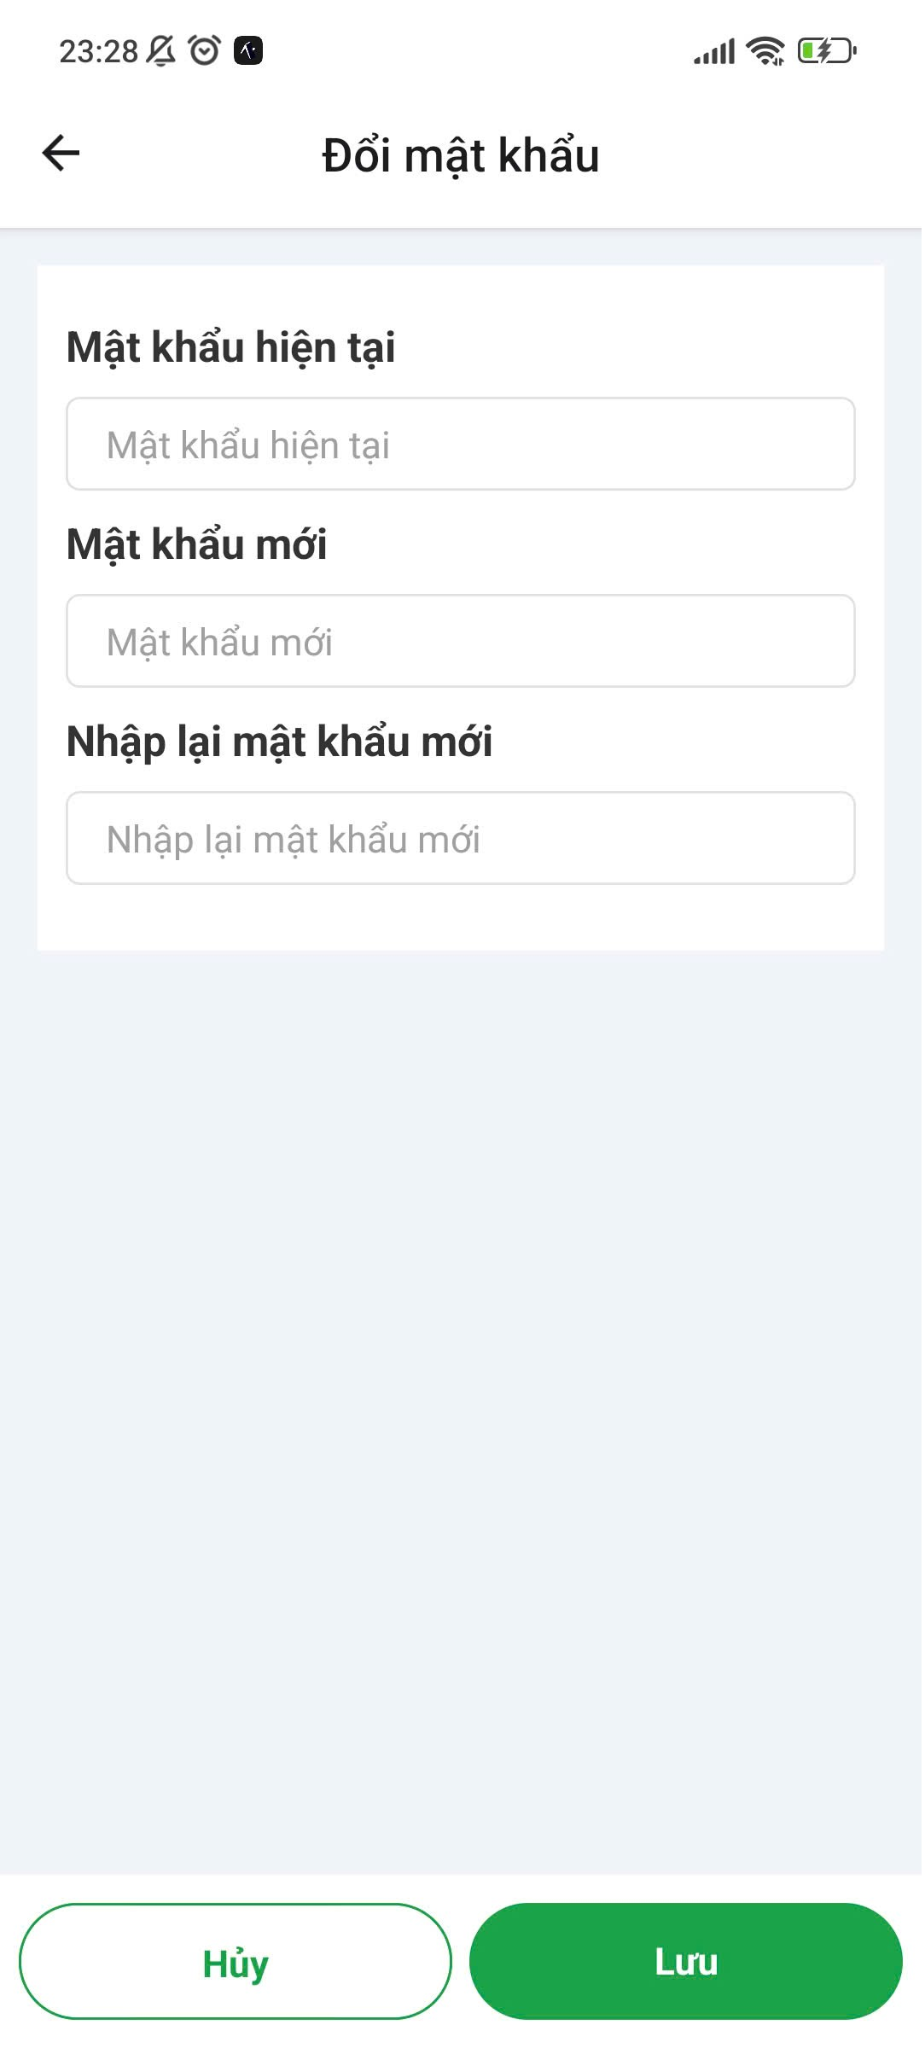 23:28
Đổi mật khẩu
Mật khẩu hiện tại
Mật khẩu hiện tại
Mật khẩu mới
Mật khẩu mới
Nhập lại mật khẩu mới
Nhập lại mật khẩu mới
Hủy
Lưu